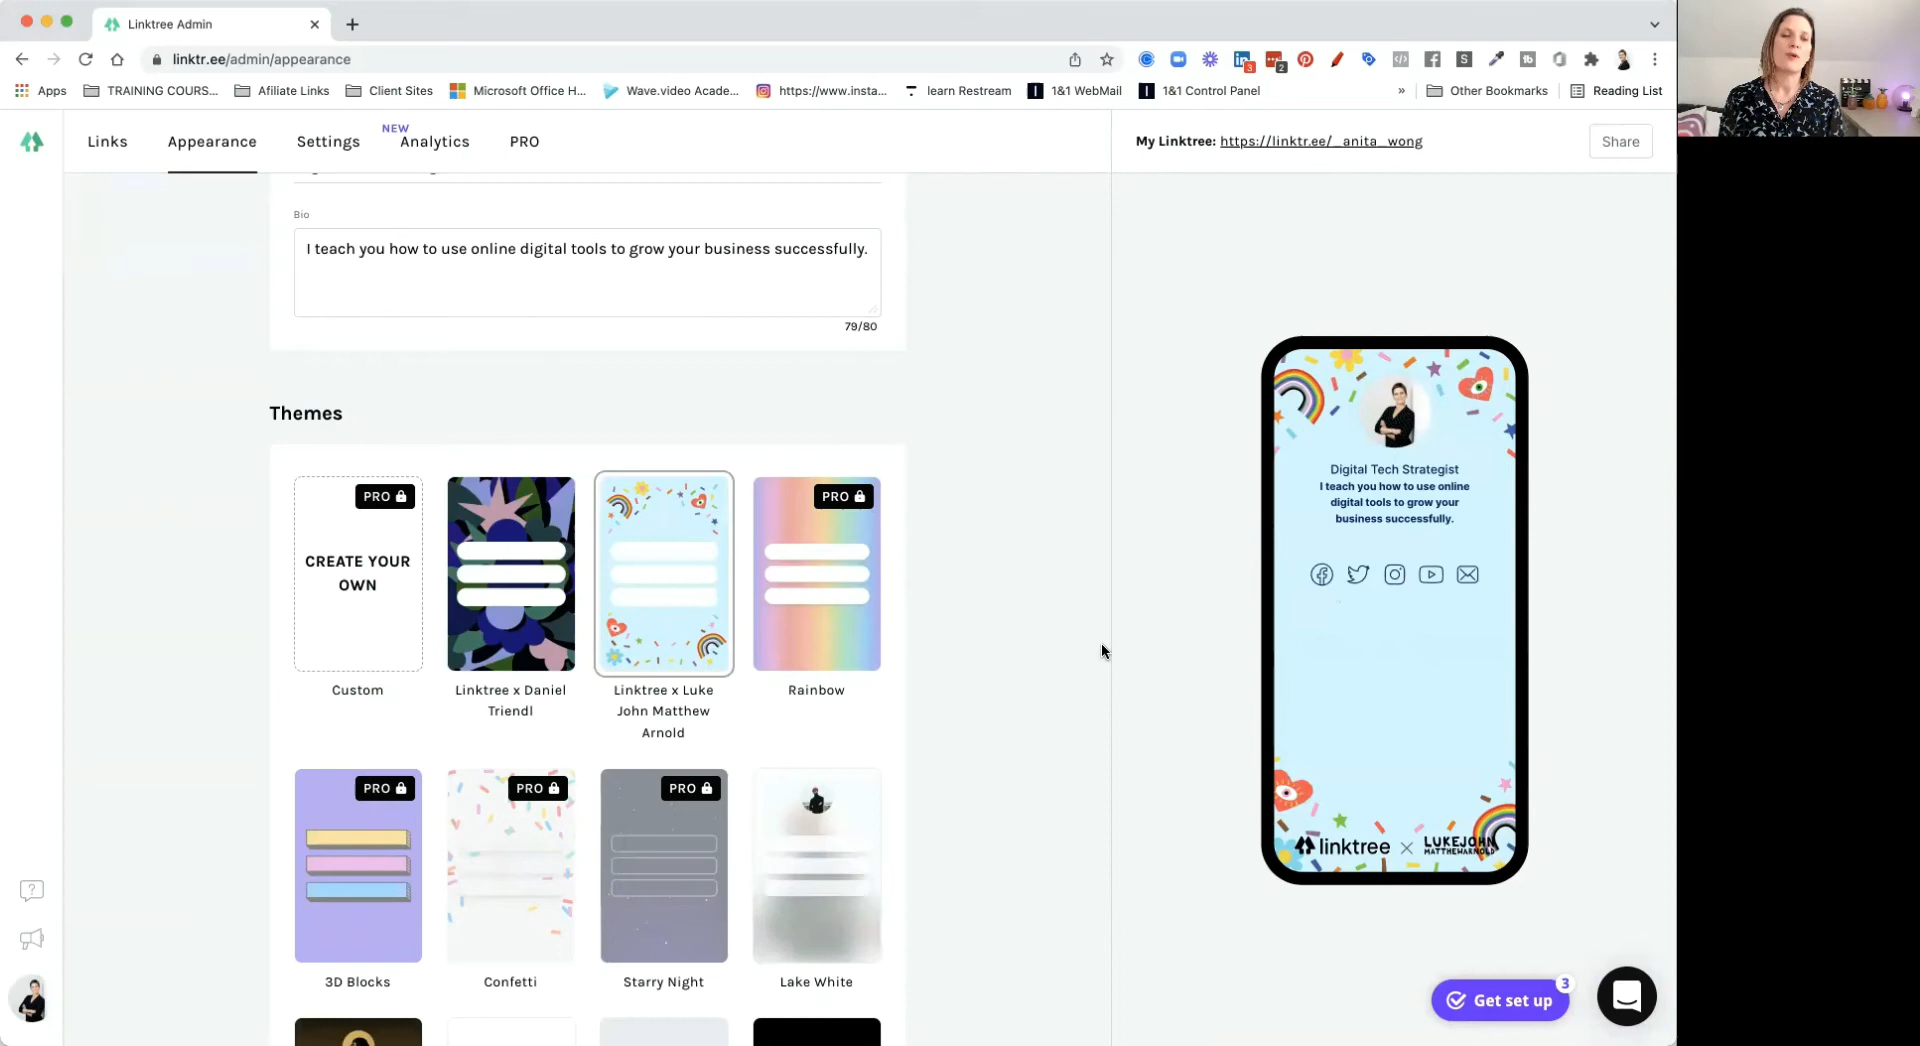 Linktree Admin
linktr.ee/admin/appearance
3
2
Apps
TRAINING COURS...
Afiliate Links
Client Sites
Microsoft Office H...
Wave.video Acade...
https://www.insta...
learn Restream
1&1 WebMail
1&1 Control Panel
»
Other Bookmarks
Reading List
Links
Appearance
Settings
NEW
Analytics
PRO
My Linktree: https://linktr.ee/_anita_wong
Share
Bio
I teach you how to use online digital tools to grow your business successfully.
79/80
Themes
PRO
CREATE YOUR
OWN
Custom
Linktree x Daniel
Triendl
Linktree x Luke
John Matthew
Arnold
PRO
Rainbow
PRO
3D Blocks
PRO
Confetti
PRO
Starry Night
Lake White
Digital Tech Strategist
I teach you how to use online
digital tools to grow your
business successfully.
linktree × LUKEJOHN
MATTHEWARNOLD
Get set up
3